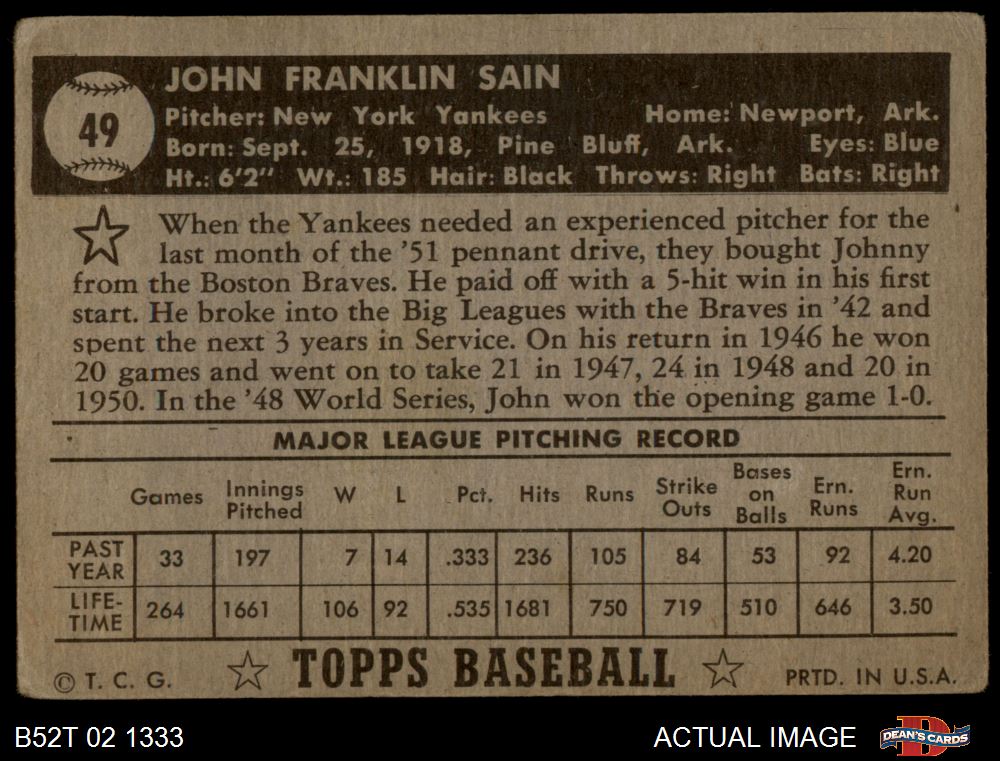 49
JOHN FRANKLIN SAIN
Pitcher: New York Yankees Home: Newport, Ark.
Born: Sept. 25, 1918, Pine Bluff, Ark. Eyes: Blue
Ht.: 6'2" Wt.: 185 Hair: Black Throws: Right Bats: Right
When the Yankees needed an experienced pitcher for the
last month of the '51 pennant drive, they bought Johnny
from the Boston Braves. He paid off with a 5-hit win in his first
start. He broke into the Big Leagues with the Braves in '42 and
spent the next 3 years in Service. On his return in 1946 he won
20 games and went on to take 21 in 1947, 24 in 1948 and 20 in
1950. In the '48 World Series, John won the opening game 1-0.
MAJOR LEAGUE PITCHING RECORD
Games Innings Pitched W L Pct. Hits Runs Strike Outs Bases on Balls Ern. Runs Ern. Run Avg.
PAST YEAR 33 197 7 14 .333 236 105 84 53 92 4.20
LIFE-TIME 264 1661 106 92 .535 1681 750 719 510 646 3.50
© T. C. G. TOPPS BASEBALL PRTD. IN U.S.A.
B52T 02 1333 ACTUAL IMAGE DEAN'S CARDS